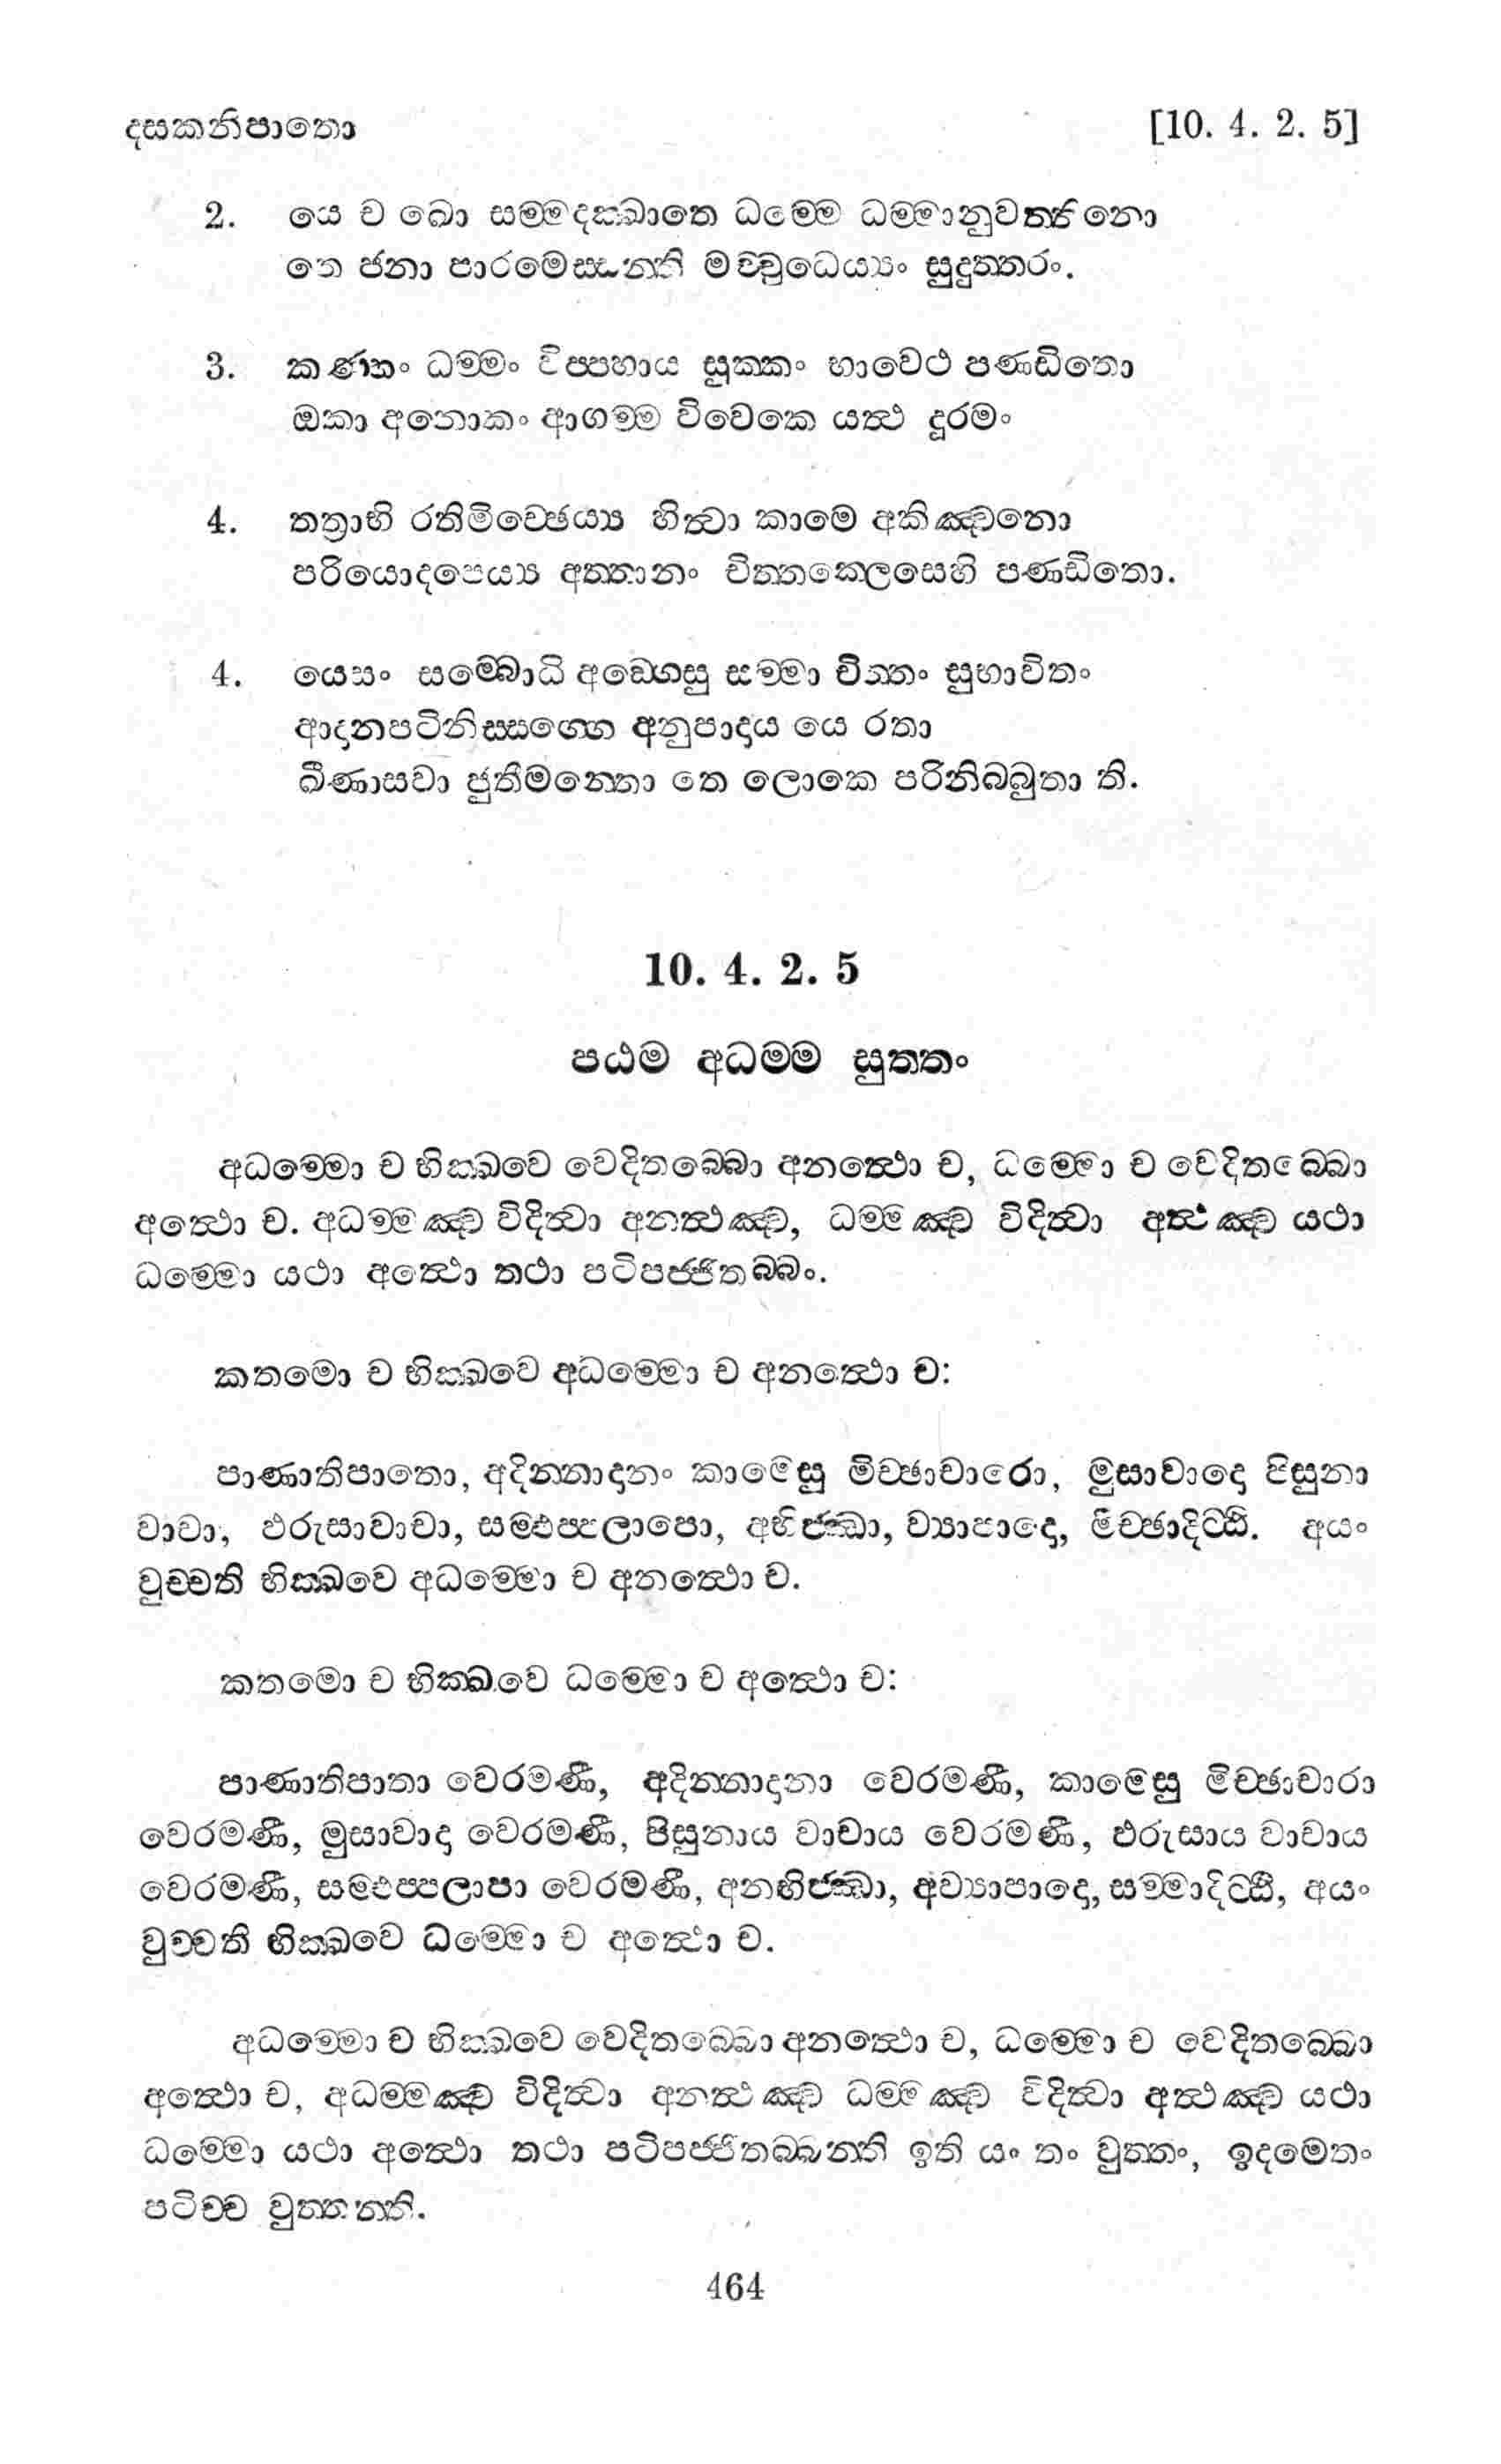 දසකනිපාතො [10. 4. 2. 5]
2. යෙ ච ඛො සම්මදක්ඛාතෙ ධම්මෙ ධම්මානුවත්තිනො
තෙ ජනා පාරමෙස්සන්ති මච්චුධෙය්‍යං සුදුත්තරං.
3. කණ්හං ධම්මං විප්පහාය සුක්කං භාවෙථ පණ්ඩිතො
ඔකා අනොකං ආගම්ම විවෙකෙ යත්‍ථ දූරමං
4. තත්‍රාභි රතිමිච්ඡෙය්‍ය හිත්‍වා කාමෙ අකිඤ්චනො
පරියොදපෙය්‍ය අත්තානං චිත්තක්ලෙසෙහි පණ්ඩිතො.
4. යෙසං සම්බොධි අඞ්ගෙසු සම්මා චිත්තං සුභාවිතං
ආදානපටිනිස්සග්ගෙ අනුපාදාය යෙ රතා
ඛීණාසවා ජුතීමන්තො තෙ ලොකෙ පරිනිබ්බුතා ති.
10. 4. 2. 5
පඨම අධම්ම සුත්තං
අධම්මො ච භික්ඛවෙ වෙදිතබ්බො අනත්‍ථො ච, ධම්මො ච වෙදිතබ්බො
අත්‍ථො ච. අධම්මඤ්ච විදිත්‍වා අනත්‍ථඤ්ච, ධම්මඤ්ච විදිත්‍වා අත්‍ථඤ්ච යථා
ධම්මො යථා අත්‍ථො තථා පටිපජ්ජිතබ්බං.
කතමො ච භික්ඛවෙ අධම්මො ච අනත්‍ථො ච:
පාණාතිපාතො, අදින්නාදානං කාමෙසු මිච්ඡාචාරො, මුසාවාදො පිසුනා
වාචා, ඵරුසාවාචා, සම්ඵප්පලාපො, අභිජ්ඣා, ව්‍යාපාදො, මිච්ඡාදිට්ඨි. අයං
වුච්චති භික්ඛවෙ අධම්මො ච අනත්‍ථො ච.
කතමො ච භික්ඛවෙ ධම්මො ච අත්‍ථො ච:
පාණාතිපාතා වෙරමණී, අදින්නාදානා වෙරමණී, කාමෙසු මිච්ඡාචාරා
වෙරමණී, මුසාවාදා වෙරමණී, පිසුනාය වාචාය වෙරමණී, ඵරුසාය වාචාය
වෙරමණී, සම්ඵප්පලාපා වෙරමණී, අනභිජ්ඣා, අව්‍යාපාදො, සම්මාදිට්ඨී, අයං
වුච්චති භික්ඛවෙ ධම්මො ච අත්‍ථො ච.
අධම්මො ච භික්ඛවෙ වෙදිතබ්බො අනත්‍ථො ච, ධම්මො ච වෙදිතබ්බො
අත්‍ථො ච, අධම්මඤ්ච විදිත්‍වා අනත්‍ථඤ්ච ධම්මඤ්ච විදිත්‍වා අත්‍ථඤ්ච යථා
ධම්මො යථා අත්‍ථො තථා පටිපජ්ජිතබ්බන්ති ඉති යං තං වුත්තං, ඉදමෙතං
පටිච්ච වුත්තන්ති.
464